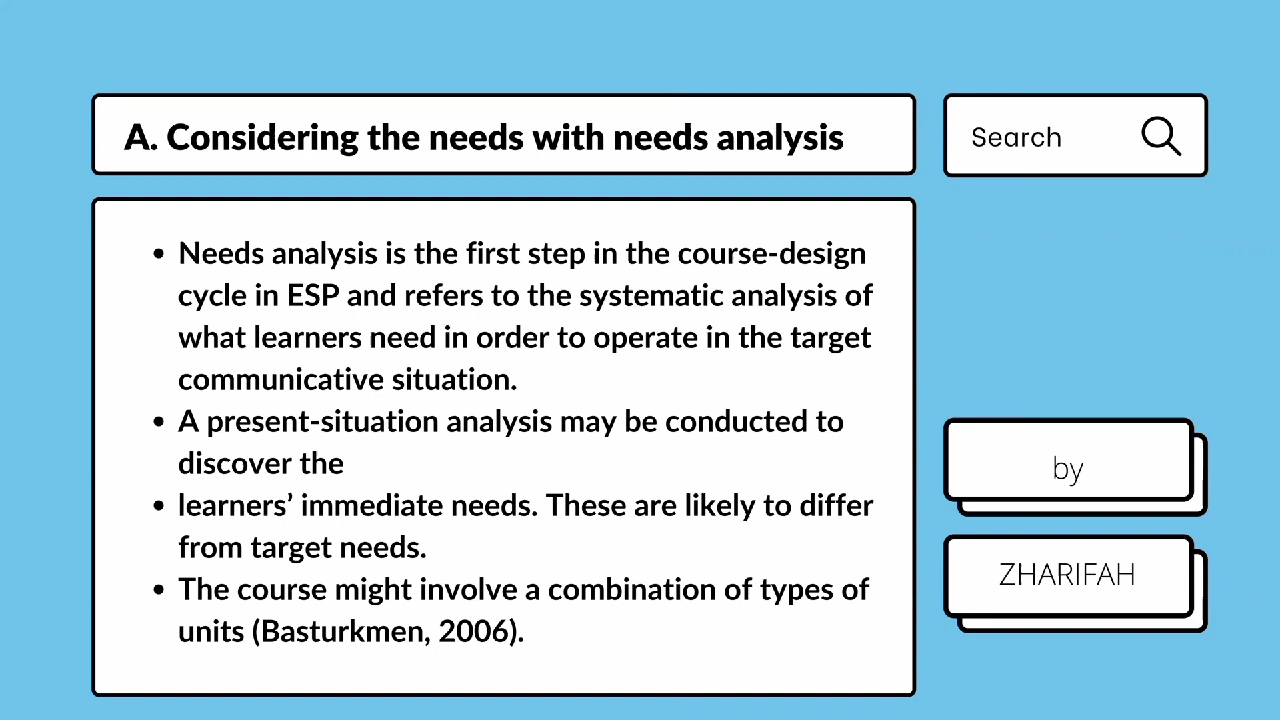 A. Considering the needs with needs analysis
Search
• Needs analysis is the first step in the course-design
cycle in ESP and refers to the systematic analysis of
what learners need in order to operate in the target
communicative situation.
• A present-situation analysis may be conducted to
discover the
• learners’ immediate needs. These are likely to differ
from target needs.
• The course might involve a combination of types of
units (Basturkmen, 2006).
by
ZHARIFAH